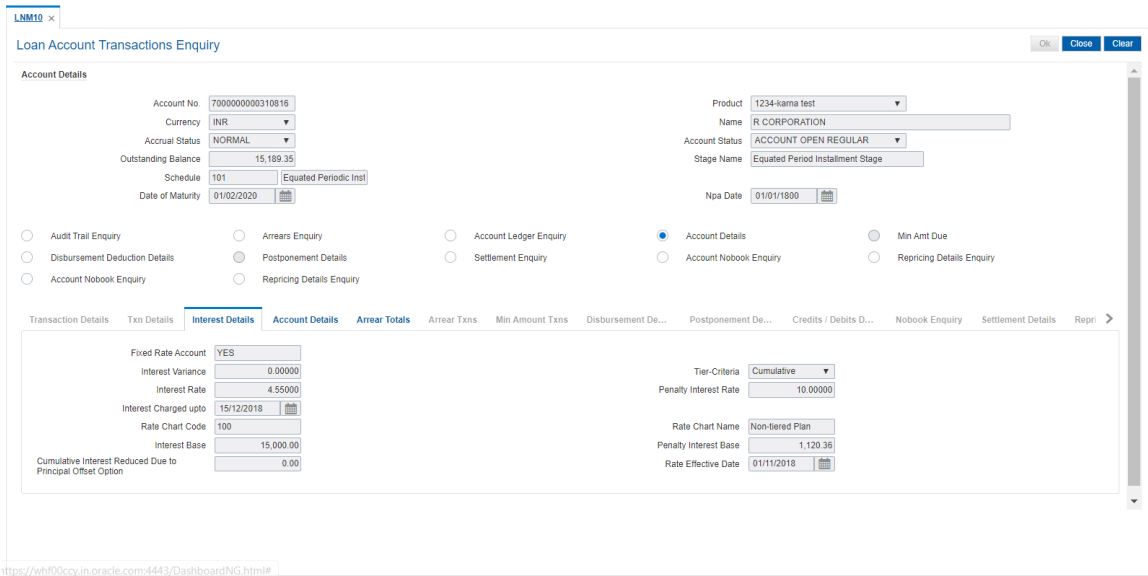 LNM10 ×
Loan Account Transactions Enquiry
Ok Close Clear
Account Details
Account No. 7000000000310816 Product 1234-karna test
Currency INR Name R CORPORATION
Accrual Status NORMAL Account Status ACCOUNT OPEN REGULAR
Outstanding Balance 15,189.35 Stage Name Equated Period Installment Stage
Schedule 101 Equated Periodic Inst
Date of Maturity 01/02/2020 Npa Date 01/01/1800
Audit Trail Enquiry Arrears Enquiry Account Ledger Enquiry Account Details Min Amt Due
Disbursement Deduction Details Postponement Details Settlement Enquiry Account Nobook Enquiry Repricing Details Enquiry
Account Nobook Enquiry Repricing Details Enquiry
Transaction Details Txn Details Interest Details Account Details Arrear Totals Arrear Txns Min Amount Txns Disbursement De... Postponement De... Credits / Debits D... Nobook Enquiry Settlement Details Repri
Fixed Rate Account YES
Interest Variance 0.00000 Tier-Criteria Cumulative
Interest Rate 4.55000 Penalty Interest Rate 10.00000
Interest Charged upto 15/12/2018
Rate Chart Code 100 Rate Chart Name Non-tiered Plan
Interest Base 15,000.00 Penalty Interest Base 1,120.36
Cumulative Interest Reduced Due to
Principal Offset Option 0.00 Rate Effective Date 01/11/2018
https://whf00ccy.in.oracle.com:4443/DashboardNG.html#